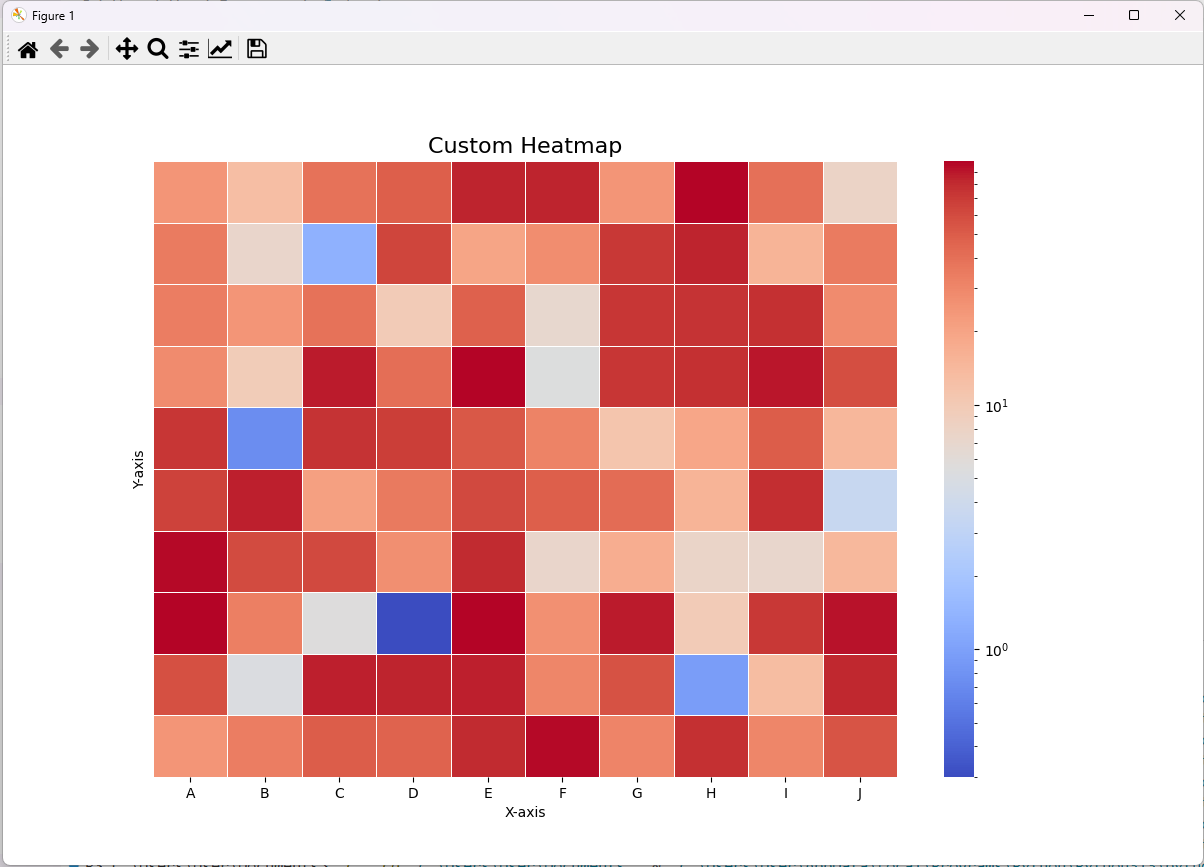 Figure 1
Custom Heatmap
Y-axis
10¹
10⁰
A B C D E F G H I J
X-axis